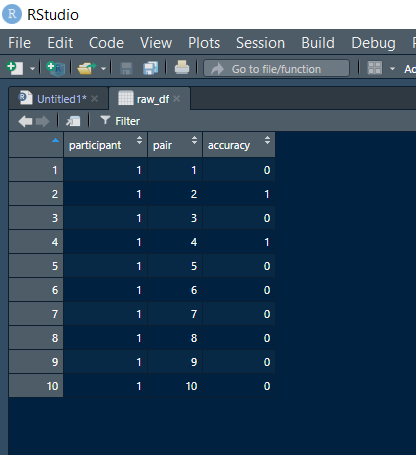 RStudio
File Edit Code View Plots Session Build Debug
Go to file/function
Untitled1* raw_df
Filter
participant pair accuracy
1 1 1 0
2 1 2 1
3 1 3 0
4 1 4 1
5 1 5 0
6 1 6 0
7 1 7 0
8 1 8 0
9 1 9 0
10 1 10 0